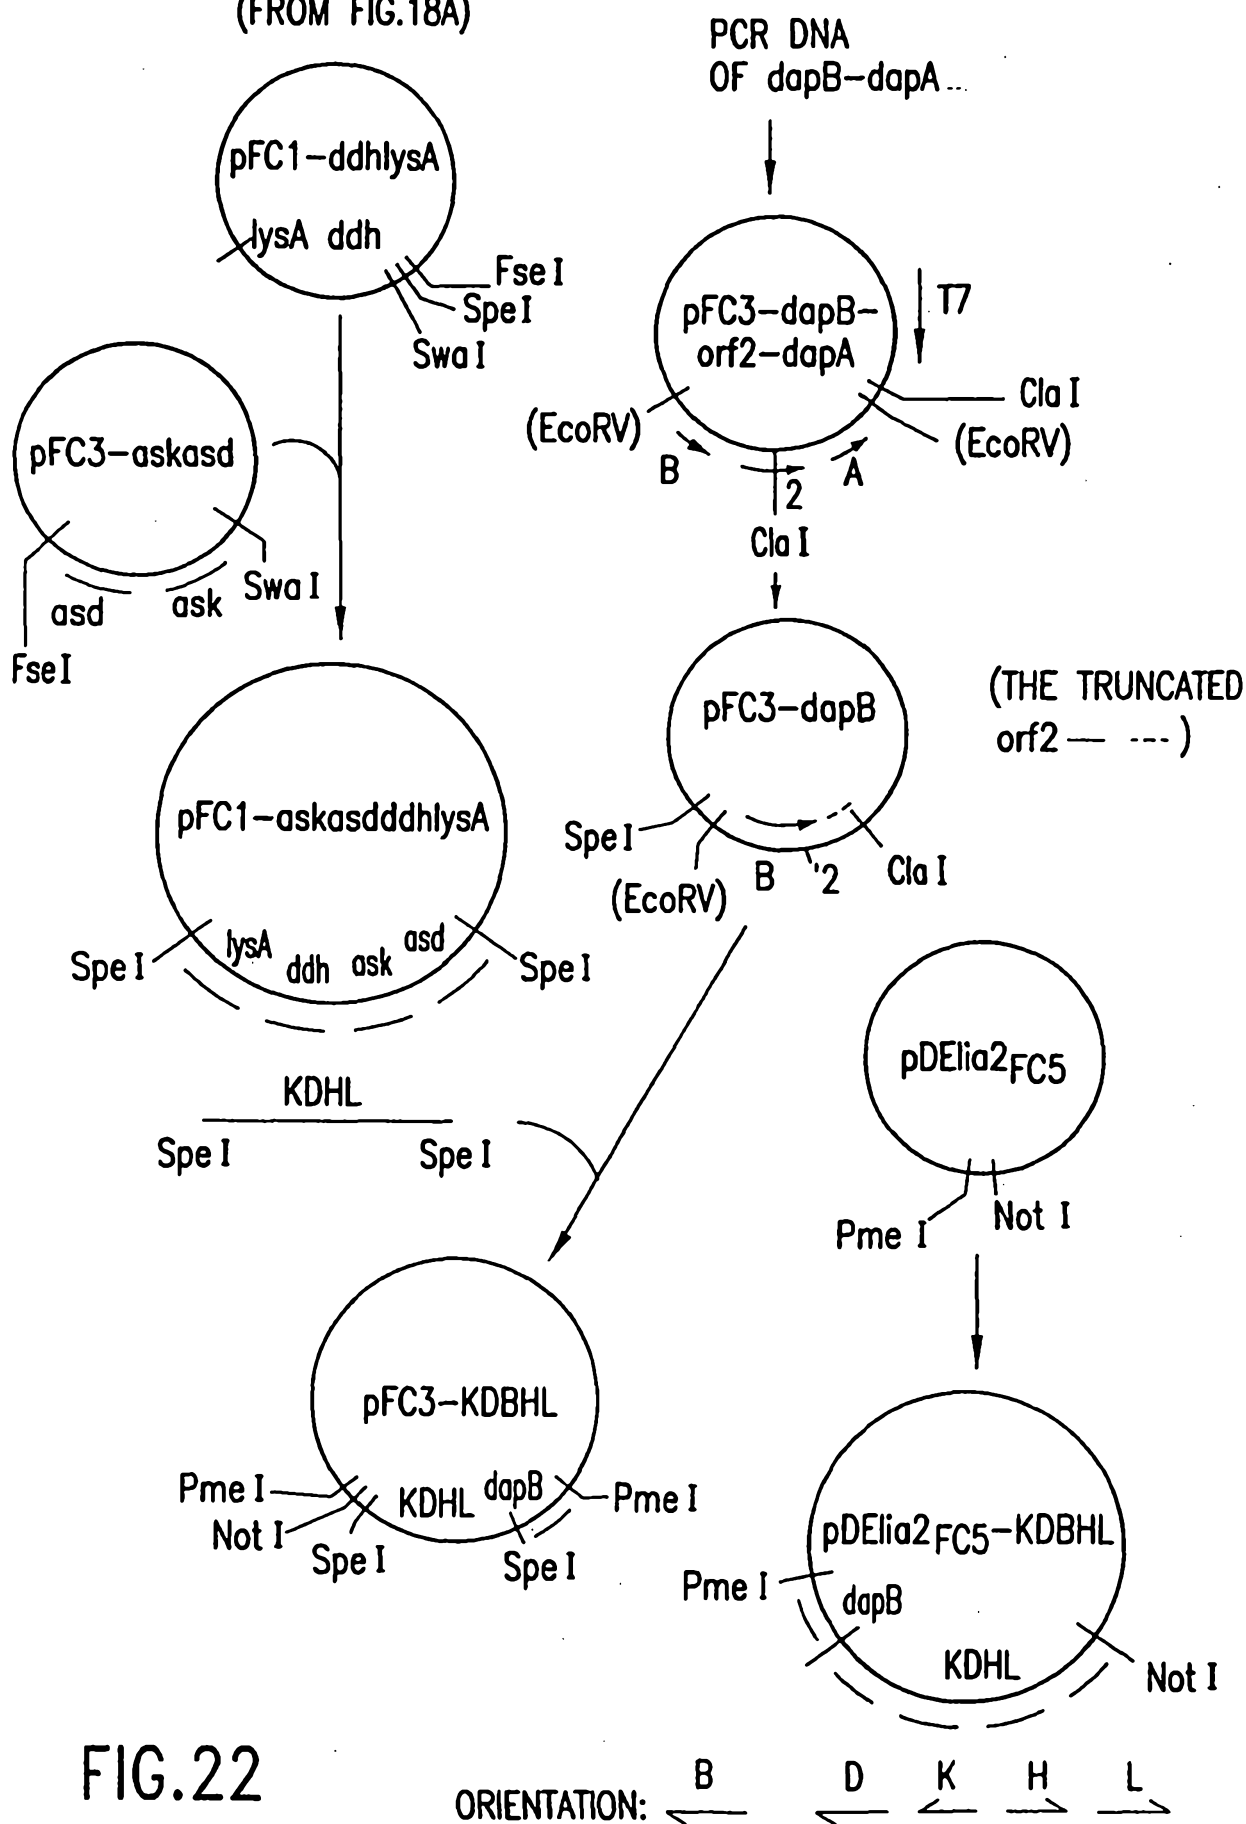 (FROM FIG.18A)
pFC1-ddhlysA
lysA ddh
Fse I
Spe I
Swa I
pFC3-askasd
Swa I
asd
ask
Fse I
pFC1-askasdddhlysA
lysA
ddh
ask
asd
Spe I
Spe I
KDHL
Spe I
Spe I
PCR DNA
OF dapB-dapA...
pFC3-dapB-
orf2-dapA
T7
Cla I
(EcoRV)
(EcoRV)
B
2
A
Cla I
pFC3-dapB
(THE TRUNCATED
orf2 — ---)
Spe I
(EcoRV)
B
'2
Cla I
pFC3-KDBHL
Pme I
Not I
Spe I
KDHL
dapB
Spe I
Pme I
pDElia2FC5
Pme I
Not I
pDElia2FC5-KDBHL
Pme I
dapB
KDHL
Not I
FIG.22
ORIENTATION: B D K H L